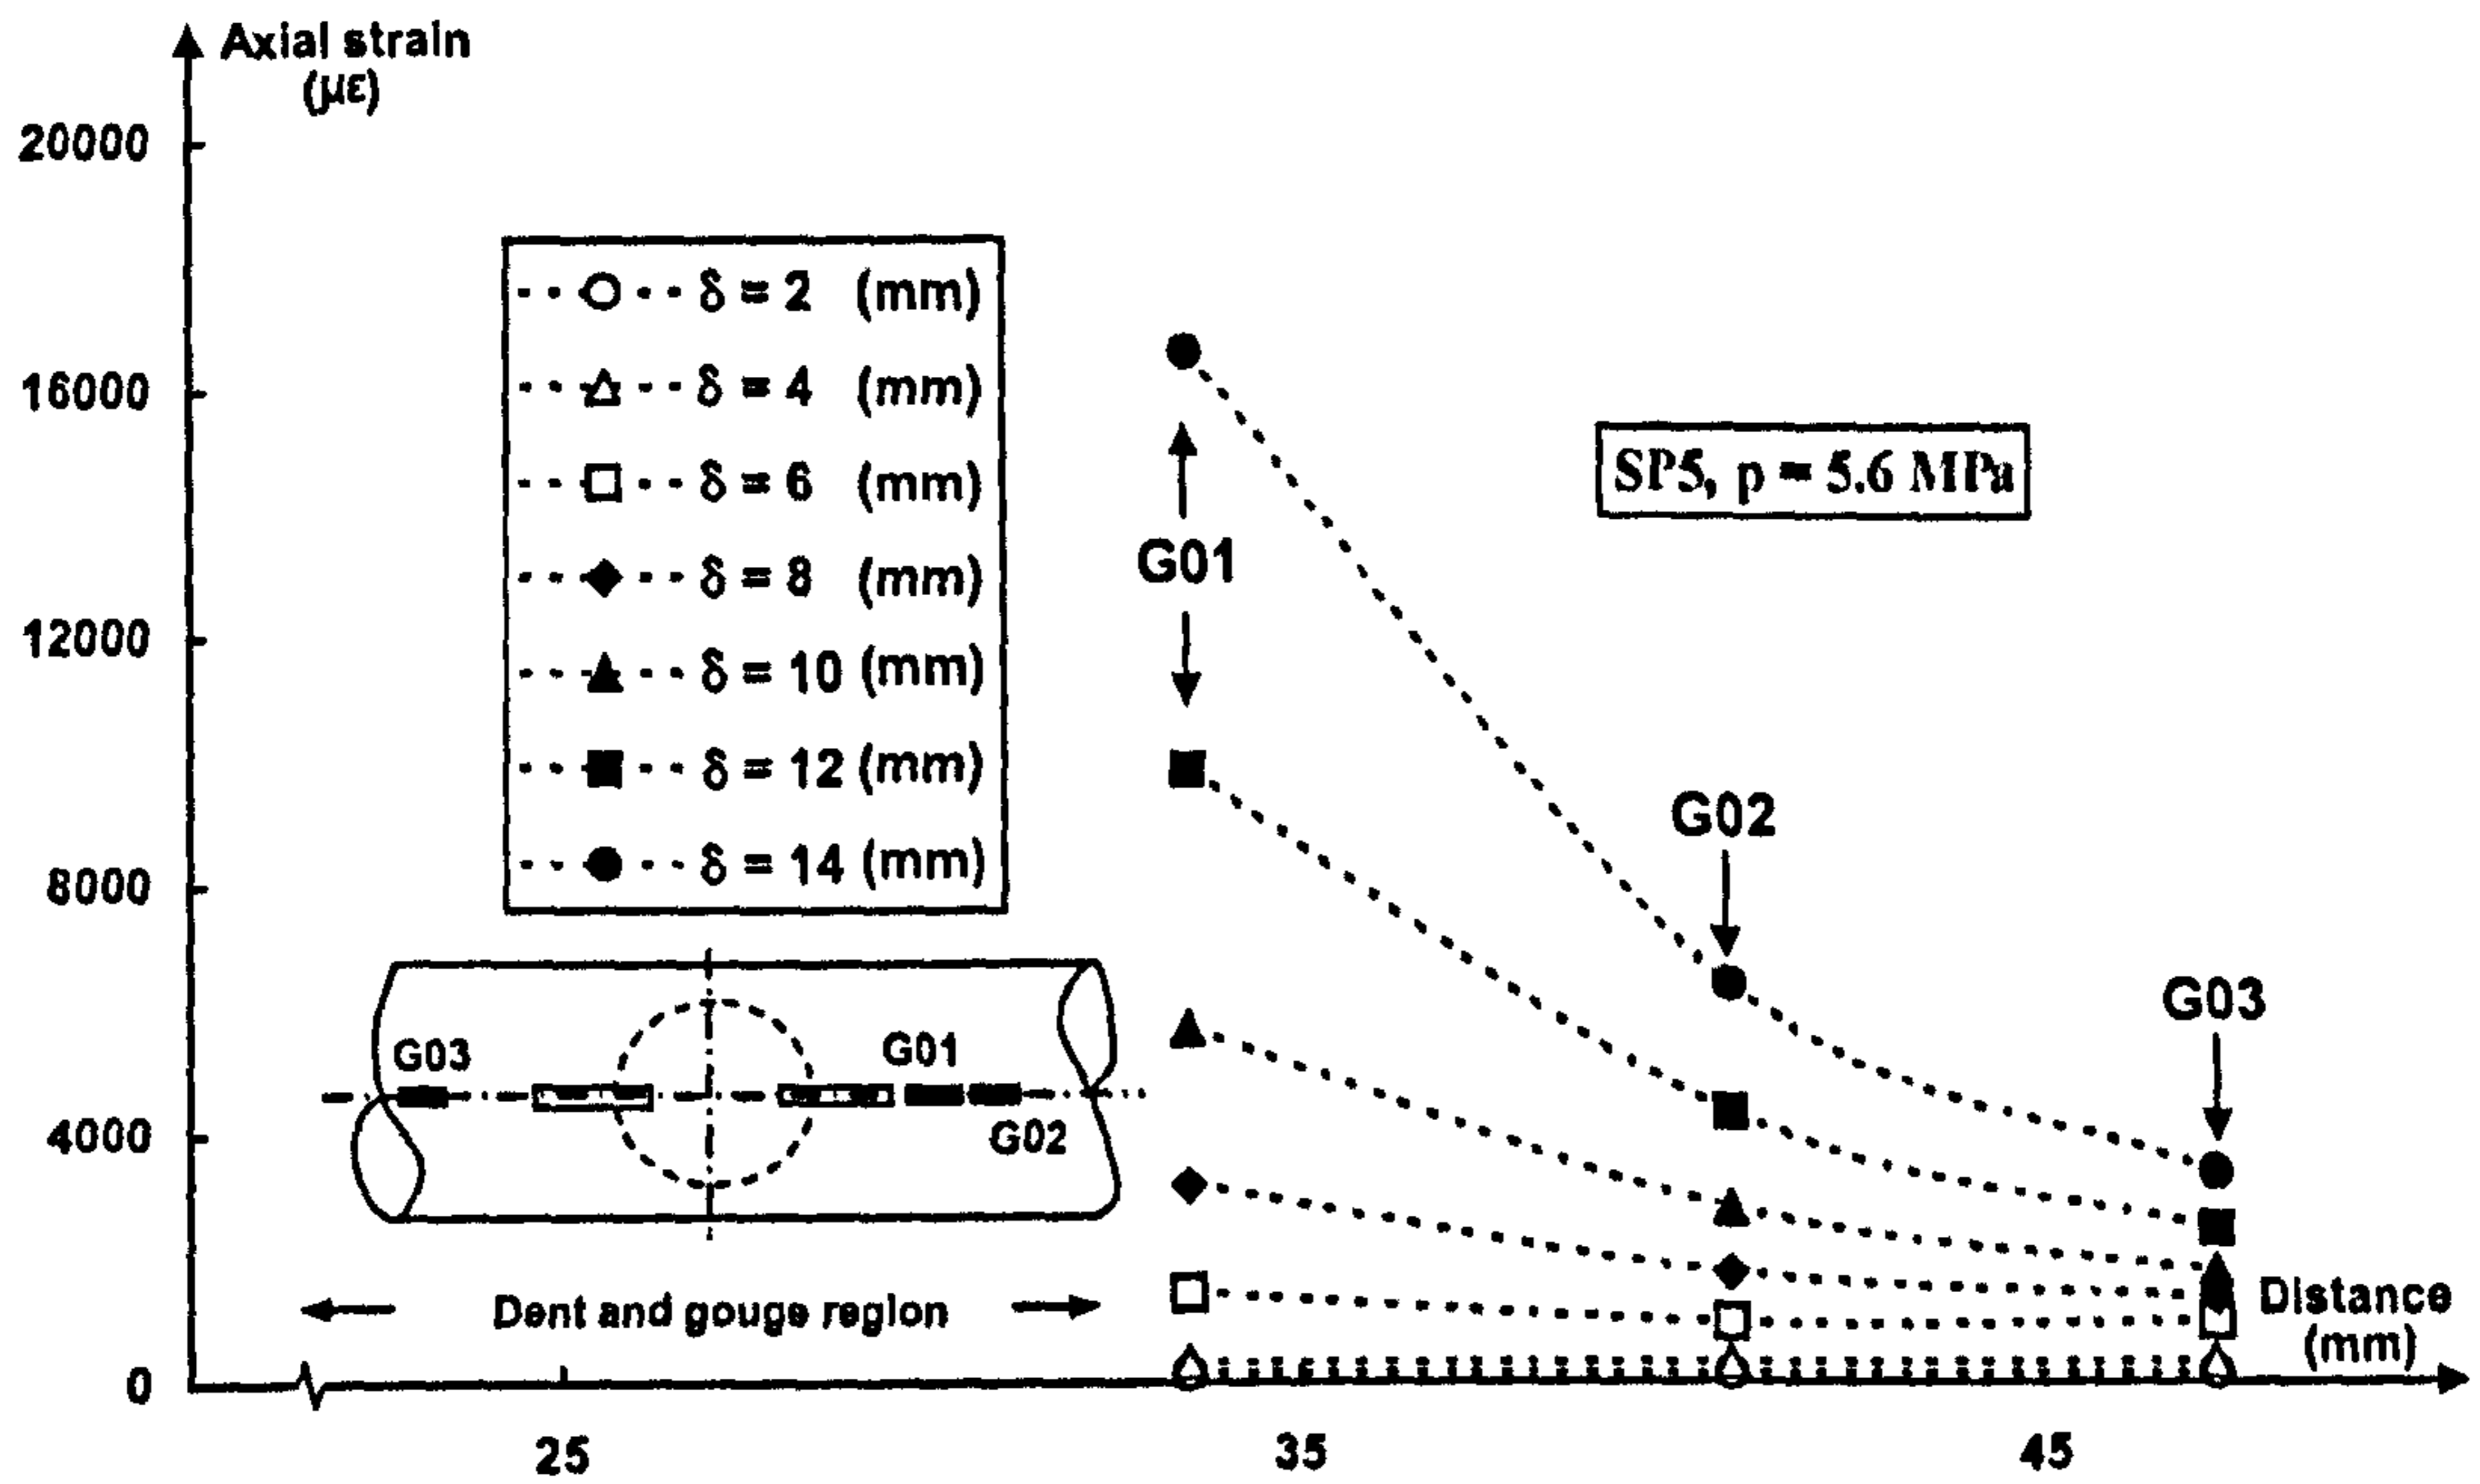 Axial strain
(με)
20000
16000
12000
8000
4000
0
δ = 2 (mm)
δ = 4 (mm)
δ = 6 (mm)
δ = 8 (mm)
δ = 10 (mm)
δ = 12 (mm)
δ = 14 (mm)
SP5, p = 5.6 MPa
G01
G02
G03
G03
G01
G02
Dent and gouge region
Distance
(mm)
25
35
45